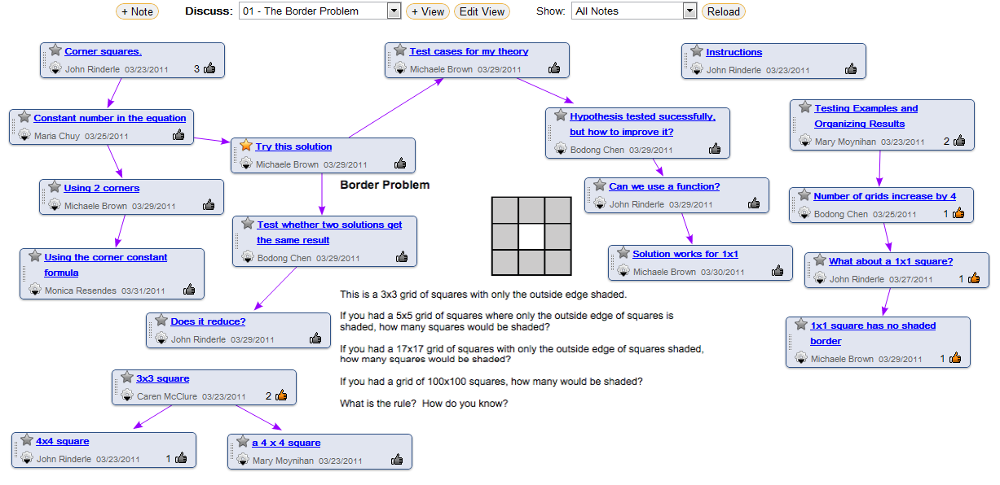 + Note
Discuss: 01 - The Border Problem
+ View
Edit View
Show: All Notes
Reload
Corner squares.
John Rinderle 03/23/2011 3
Test cases for my theory
Michaele Brown 03/29/2011
Instructions
John Rinderle 03/23/2011
Constant number in the equation
Maria Chuy 03/25/2011
Hypothesis tested sucessfully,
but how to improve it?
Bodong Chen 03/29/2011
Testing Examples and
Organizing Results
Mary Moynihan 03/23/2011 2
Try this solution
Michaele Brown 03/29/2011
Using 2 corners
Michaele Brown 03/29/2011
Can we use a function?
John Rinderle 03/29/2011
Number of grids increase by 4
Bodong Chen 03/25/2011 1
Test whether two solutions get
the same result
Bodong Chen 03/29/2011
Using the corner constant
formula
Monica Resendes 03/31/2011
Solution works for 1x1
Michaele Brown 03/30/2011
What about a 1x1 square?
John Rinderle 03/27/2011 1
Does it reduce?
John Rinderle 03/29/2011
1x1 square has no shaded
border
Michaele Brown 03/29/2011 1
3x3 square
Caren McClure 03/23/2011 2
4x4 square
John Rinderle 03/23/2011 1
a 4 x 4 square
Mary Moynihan 03/23/2011
Border Problem
This is a 3x3 grid of squares with only the outside edge shaded.
If you had a 5x5 grid of squares where only the outside edge of squares is
shaded, how many squares would be shaded?
If you had a 17x17 grid of squares with only the outside edge of squares shaded,
how many squares would be shaded?
If you had a grid of 100x100 squares, how many would be shaded?
What is the rule? How do you know?